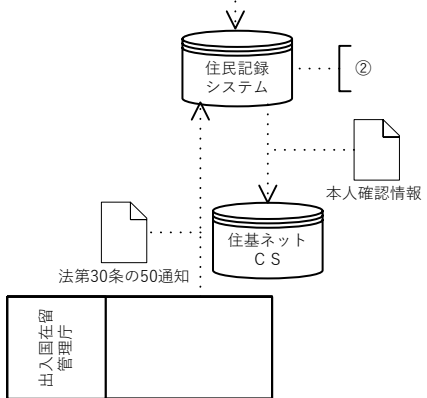 住民記録
システム
②
本人確認情報
住基ネット
ＣＳ
法第30条の50通知
出入国在留
管理庁